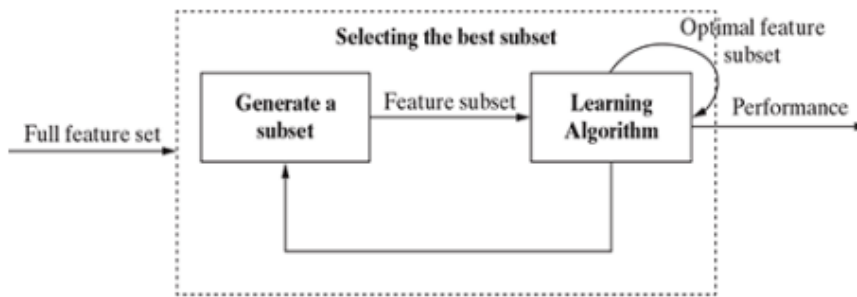 Selecting the best subset
Optimal feature
subset
Generate a
subset
Feature subset
Learning
Algorithm
Performance
Full feature set